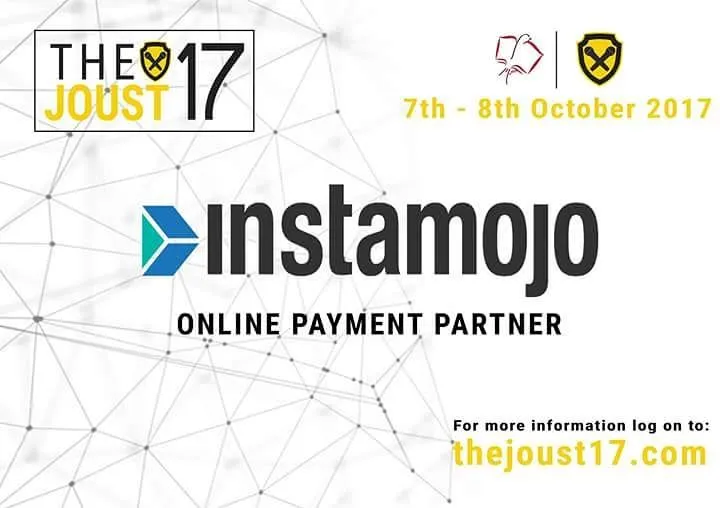 THE
JOUST 17
7th - 8th October 2017
instamojo
ONLINE PAYMENT PARTNER
For more information log on to:
thejoust17.com